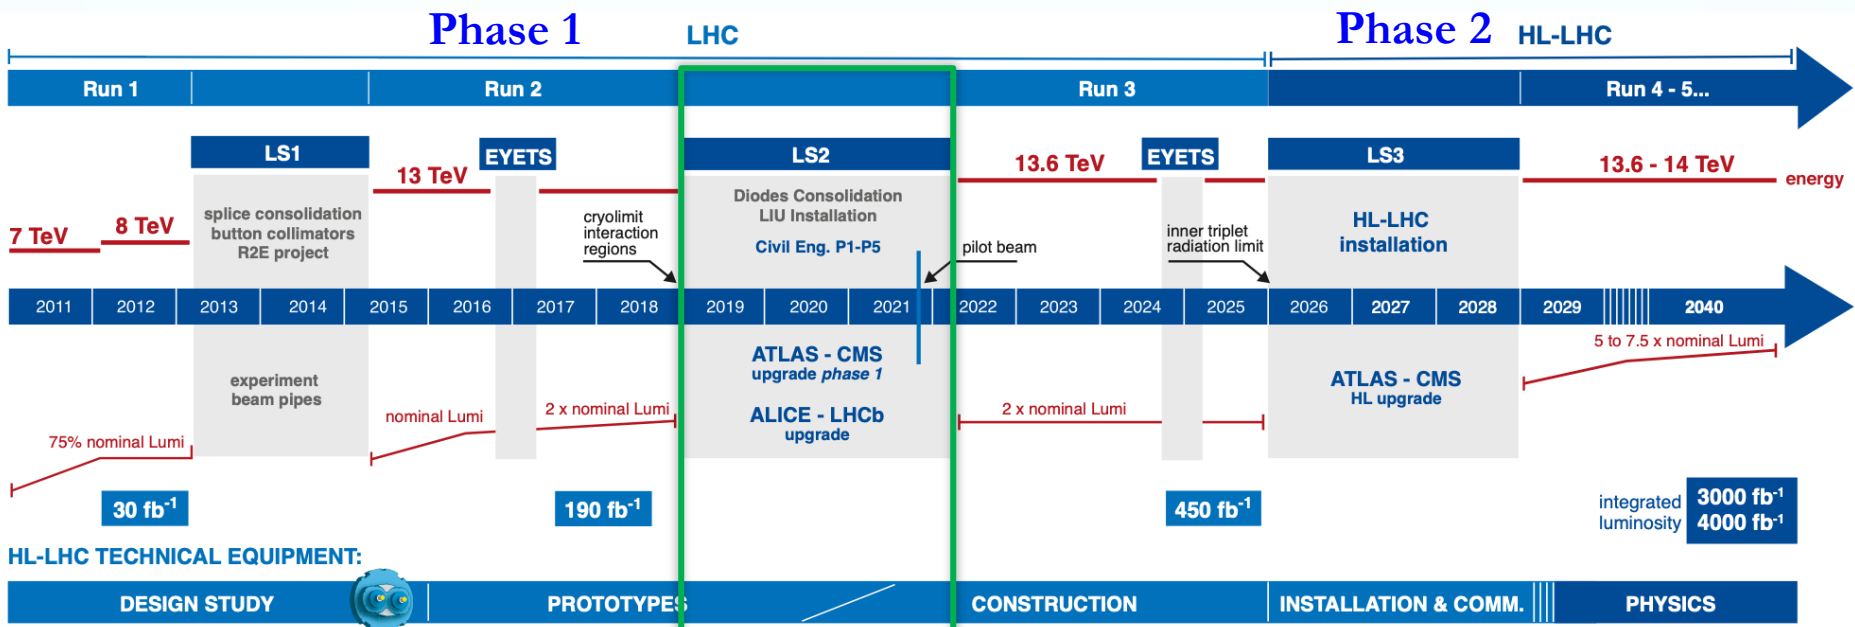 Phase 1
LHC
Phase 2
HL-LHC
Run 1
Run 2
Run 3
Run 4 - 5...
LS1
EYETS
LS2
EYETS
LS3
7 TeV
8 TeV
13 TeV
13.6 TeV
13.6 - 14 TeV
energy
splice consolidation
button collimators
R2E project
cryolimit
interaction
regions
Diodes Consolidation
LIU Installation
Civil Eng. P1-P5
pilot beam
inner triplet
radiation limit
HL-LHC
installation
2011
2012
2013
2014
2015
2016
2017
2018
2019
2020
2021
2022
2023
2024
2025
2026
2027
2028
2029
2040
experiment
beam pipes
75% nominal Lumi
nominal Lumi
2 x nominal Lumi
ATLAS - CMS
upgrade phase 1
ALICE - LHCb
upgrade
2 x nominal Lumi
ATLAS - CMS
HL upgrade
5 to 7.5 x nominal Lumi
30 fb⁻¹
190 fb⁻¹
450 fb⁻¹
integrated
luminosity
3000 fb⁻¹
4000 fb⁻¹
HL-LHC TECHNICAL EQUIPMENT:
DESIGN STUDY
PROTOTYPES
CONSTRUCTION
INSTALLATION & COMM.
PHYSICS